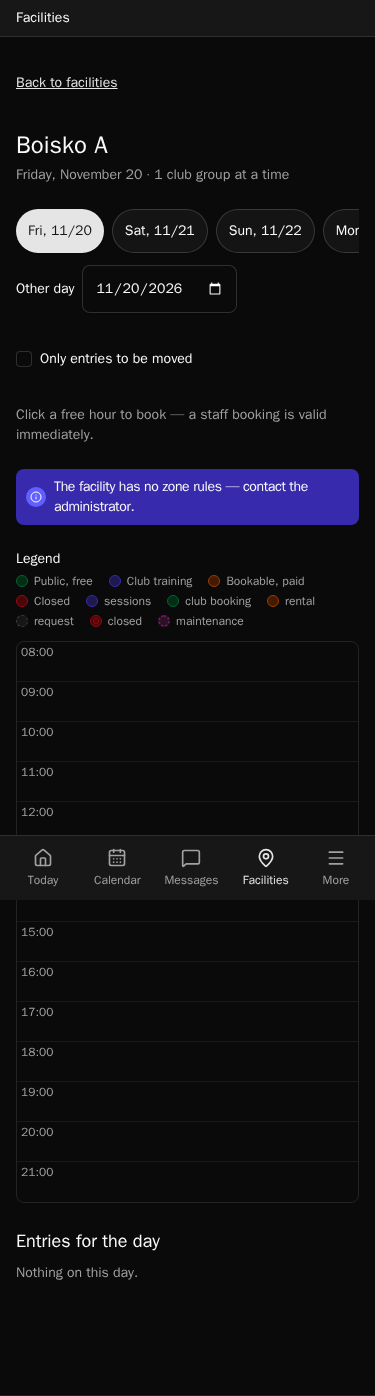 Facilities
Back to facilities
Boisko A
Friday, November 20 · 1 club group at a time
Fri, 11/20 Sat, 11/21 Sun, 11/22 Mon
Other day 11/20/2026
Only entries to be moved
Click a free hour to book — a staff booking is valid
immediately.
The facility has no zone rules — contact the
administrator.
Legend
Public, free Club training Bookable, paid
Closed sessions club booking rental
request closed maintenance
08:00
09:00
10:00
11:00
12:00
Today Calendar Messages Facilities More
15:00
16:00
17:00
18:00
19:00
20:00
21:00
Entries for the day
Nothing on this day.